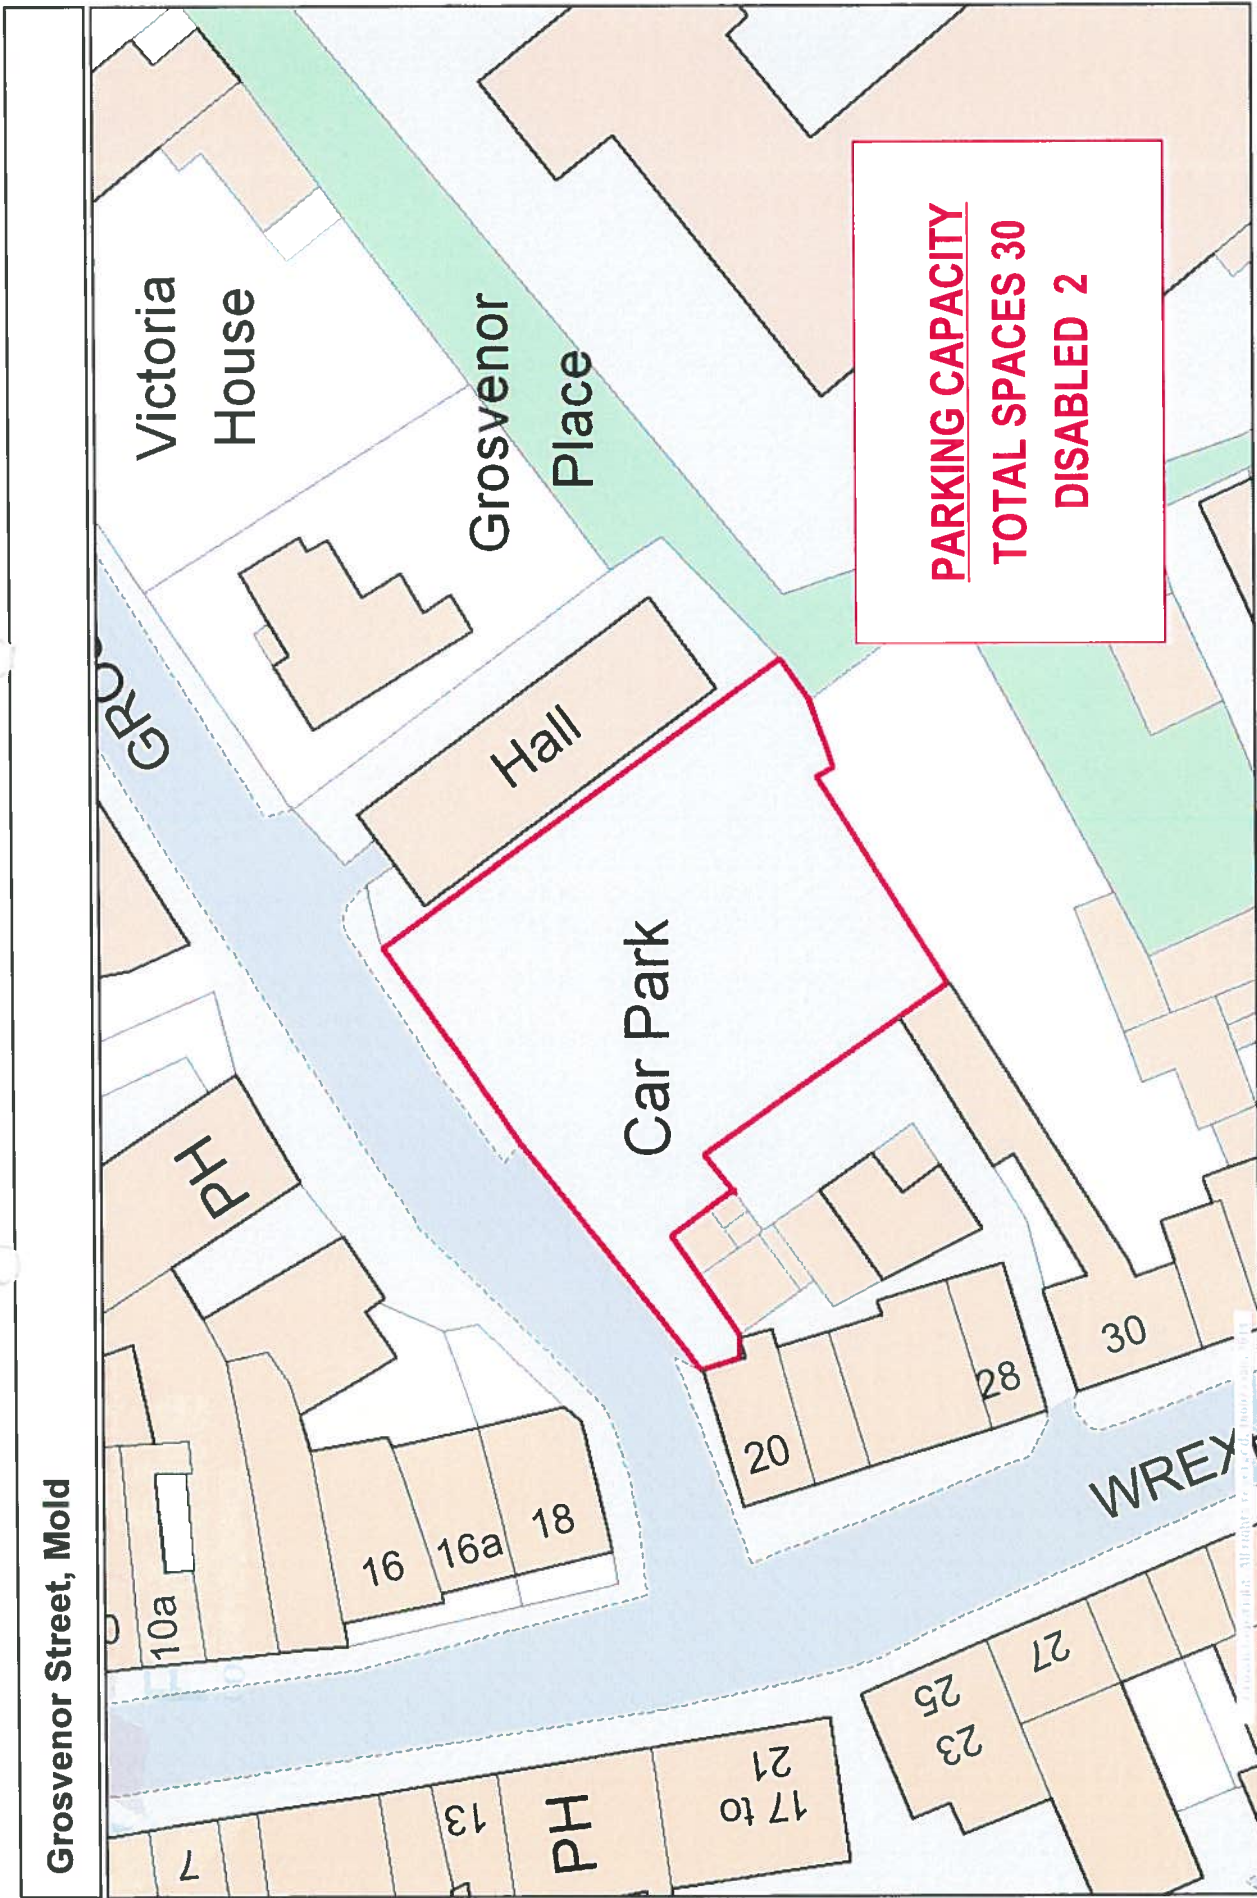 Grosvenor Street, Mold
Victoria
House
Grosvenor
Place
GRO
Hall
Car Park
PH
10a
16
16a
18
20
28
30
WREX
7
13
PH
17 to
21
23
25
27
PARKING CAPACITY
TOTAL SPACES 30
DISABLED 2